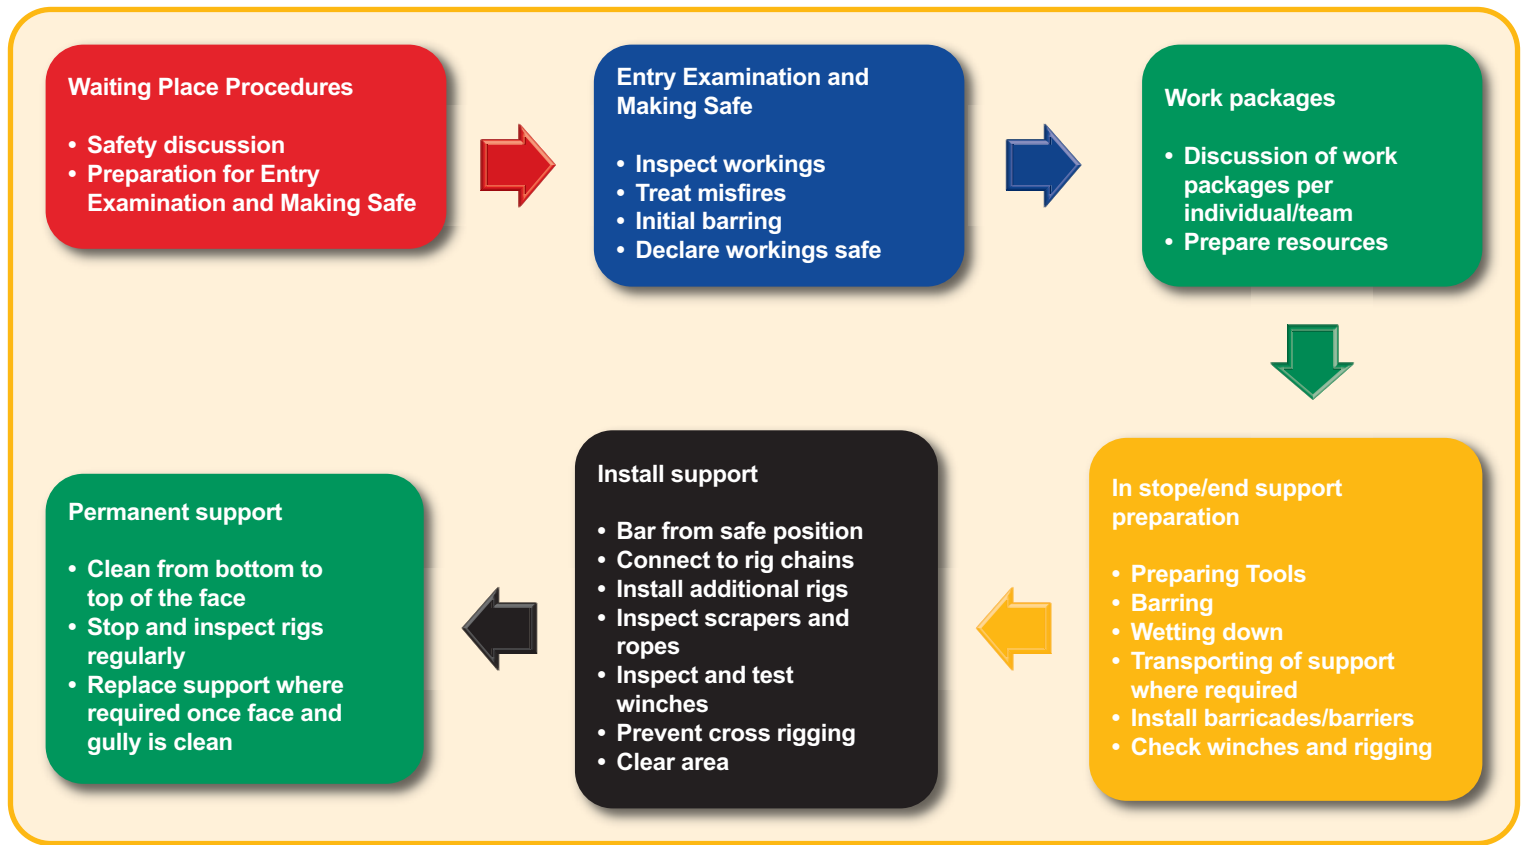 Waiting Place Procedures
• Safety discussion
• Preparation for Entry
Examination and Making Safe
Entry Examination and
Making Safe
• Inspect workings
• Treat misfires
• Initial barring
• Declare workings safe
Work packages
• Discussion of work
packages per
individual/team
• Prepare resources
In stope/end support
preparation
• Preparing Tools
• Barring
• Wetting down
• Transporting of support
where required
• Install barricades/barriers
• Check winches and rigging
Install support
• Bar from safe position
• Connect to rig chains
• Install additional rigs
• Inspect scrapers and
ropes
• Inspect and test
winches
• Prevent cross rigging
• Clear area
Permanent support
• Clean from bottom to
top of the face
• Stop and inspect rigs
regularly
• Replace support where
required once face and
gully is clean